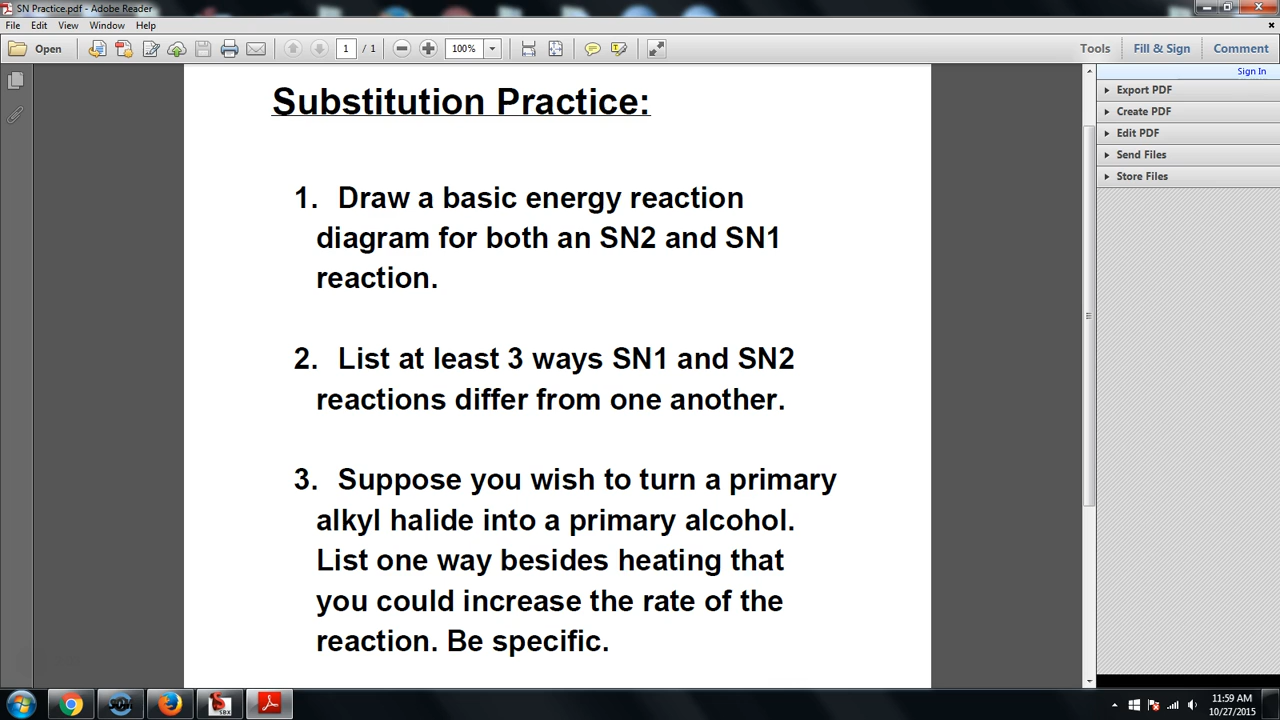 SN Practice.pdf - Adobe Reader
File Edit View Window Help
Open 1 / 1 100% Tools Fill & Sign Comment
Sign In
Export PDF
Create PDF
Edit PDF
Send Files
Store Files
Substitution Practice:
1. Draw a basic energy reaction
diagram for both an SN2 and SN1
reaction.
2. List at least 3 ways SN1 and SN2
reactions differ from one another.
3. Suppose you wish to turn a primary
alkyl halide into a primary alcohol.
List one way besides heating that
you could increase the rate of the
reaction. Be specific.
SBX
11:59 AM
10/27/2015